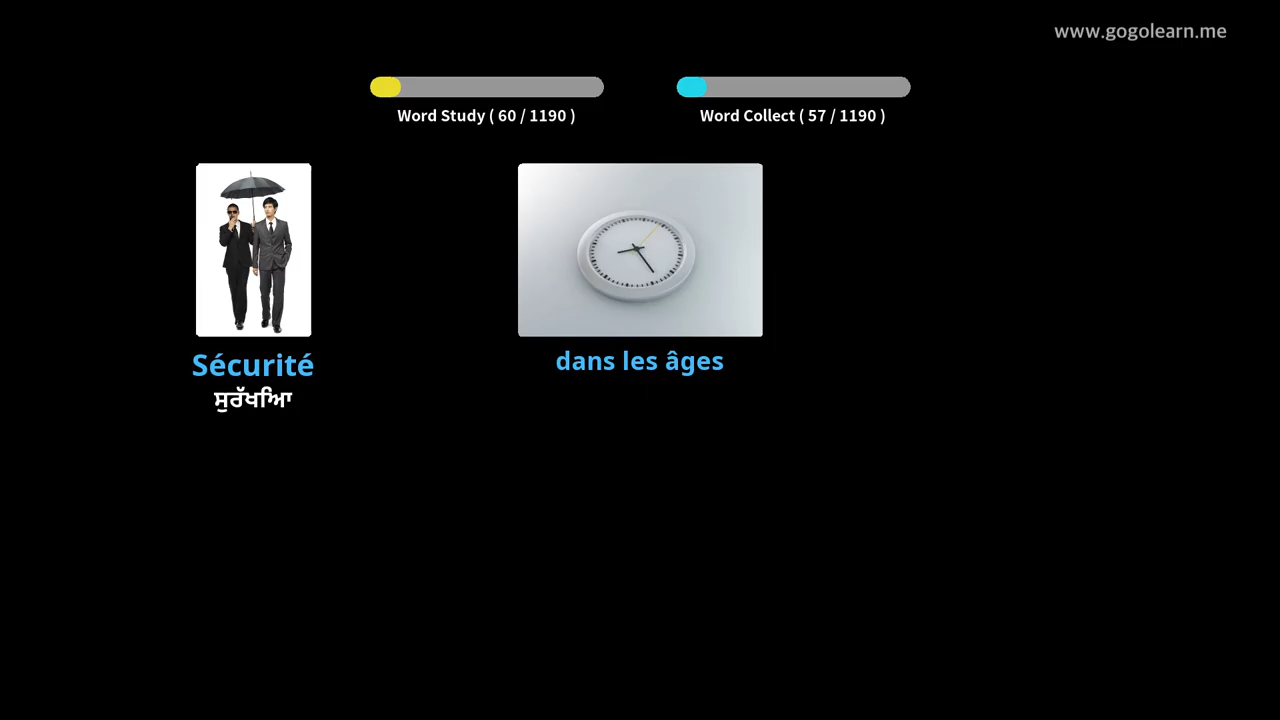 www.gogolearn.me
Word Study ( 60 / 1190 )
Word Collect ( 57 / 1190 )
Sécurité
ਸੁਰੱਖਿਆ
dans les âges